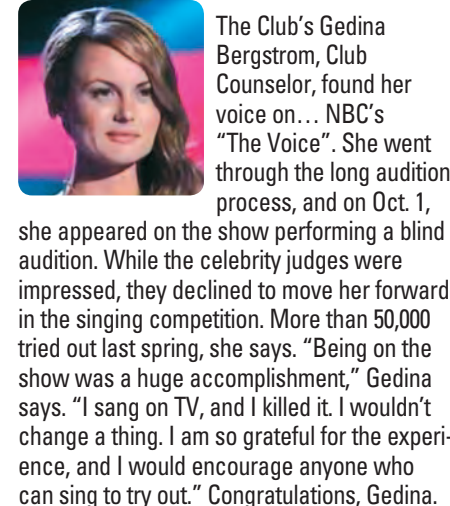 The Club's Gedina
Bergstrom, Club
Counselor, found her
voice on… NBC's
"The Voice". She went
through the long audition
process, and on Oct. 1,
she appeared on the show performing a blind
audition. While the celebrity judges were
impressed, they declined to move her forward
in the singing competition. More than 50,000
tried out last spring, she says. "Being on the
show was a huge accomplishment," Gedina
says. "I sang on TV, and I killed it. I wouldn't
change a thing. I am so grateful for the experi-
ence, and I would encourage anyone who
can sing to try out." Congratulations, Gedina.